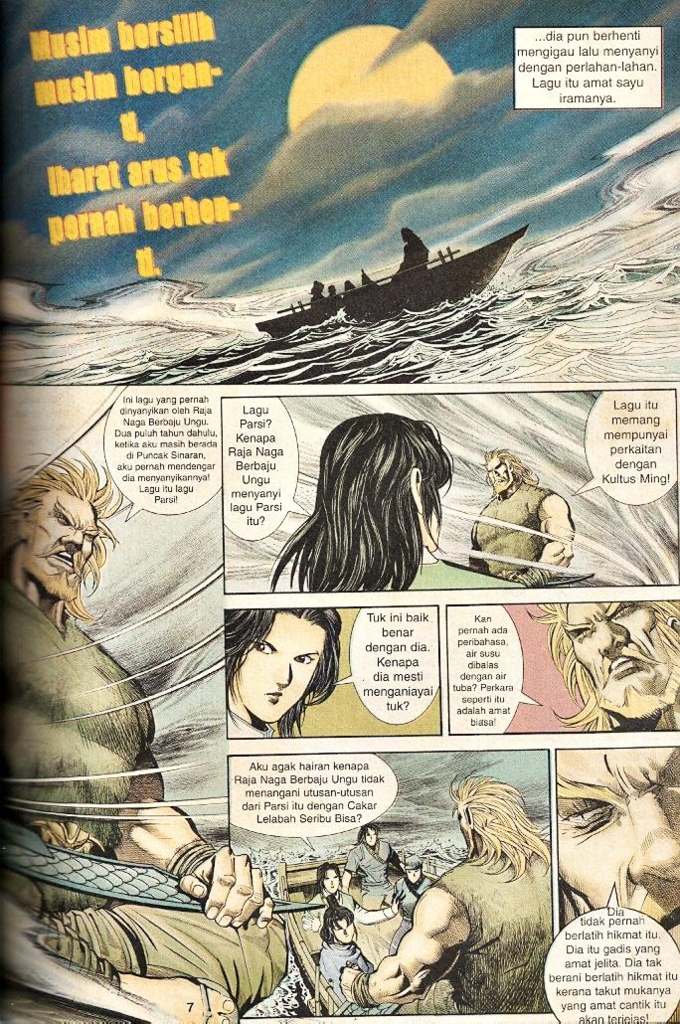 Musim bersilih
musim bergan-
ti,
Ibarat arus tak
pernah berhen-
ti,
...dia pun berhenti
mengigau lalu menyanyi
dengan perlahan-lahan.
Lagu itu amat sayu
iramanya.
Ini lagu yang pernah
dinyanyikan oleh Raja
Naga Berbaju Ungu.
Dua puluh tahun dahulu,
ketika aku masih berada
di Puncak Sinaran,
aku pernah mendengar
dia menyanyikannya!
Lagu itu lagu
Parsi!
Lagu
Parsi?
Kenapa
Raja Naga
Berbaju
Ungu
menyanyi
lagu Parsi
itu?
Lagu itu
memang
mempunyai
perkaitan
dengan
Kultus Ming!
Tuk ini baik
benar
dengan dia.
Kenapa
dia mesti
menganiayai
tuk?
Kan
pernah ada
peribahasa,
air susu
dibalas
dengan air
tuba? Perkara
seperti itu
adalah amat
biasa!
Aku agak hairan kenapa
Raja Naga Berbaju Ungu tidak
menangani utusan-utusan
dari Parsi itu dengan Cakar
Lelabah Seribu Bisa?
Dia
tidak pernah
berlatih hikmat itu.
Dia itu gadis yang
amat jelita. Dia tak
berani berlatih hikmat itu
kerana takut mukanya
yang amat cantik itu
akan terjejas!
7